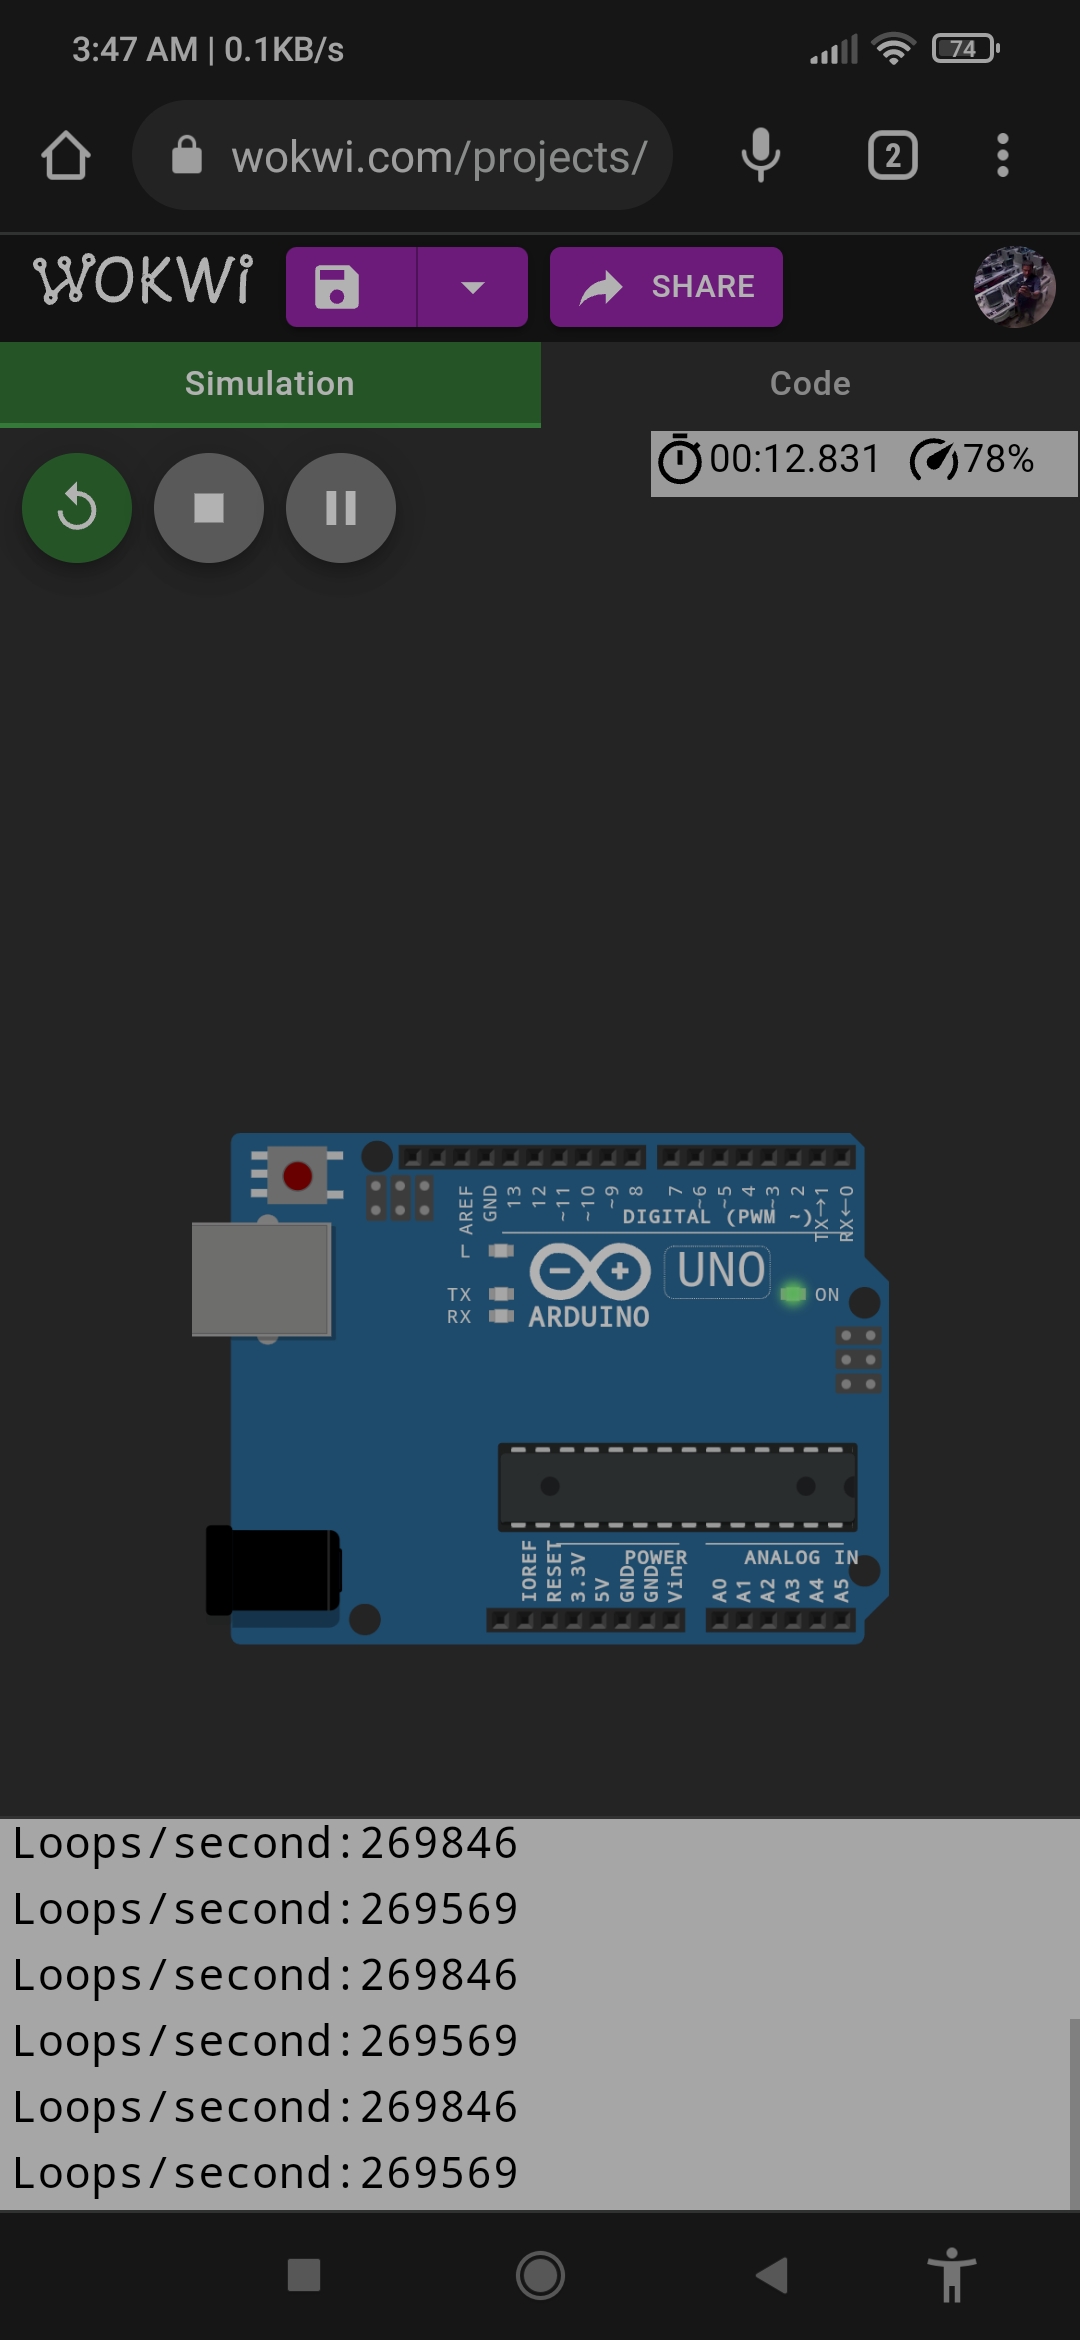 3:47 AM | 0.1KB/s
74
wokwi.com/projects/
2
WOKWi
SHARE
Simulation
Code
00:12.831 78%
AREF GND 13 12 ~11 ~10 ~9 8 7 ~6 ~5 4 ~3 2 TX→1 RX←0
DIGITAL (PWM ~)
L
UNO
TX
ON
RX
ARDUINO
POWER
ANALOG IN
IOREF RESET 3.3V 5V GND GND Vin A0 A1 A2 A3 A4 A5
Loops/second:269846
Loops/second:269569
Loops/second:269846
Loops/second:269569
Loops/second:269846
Loops/second:269569